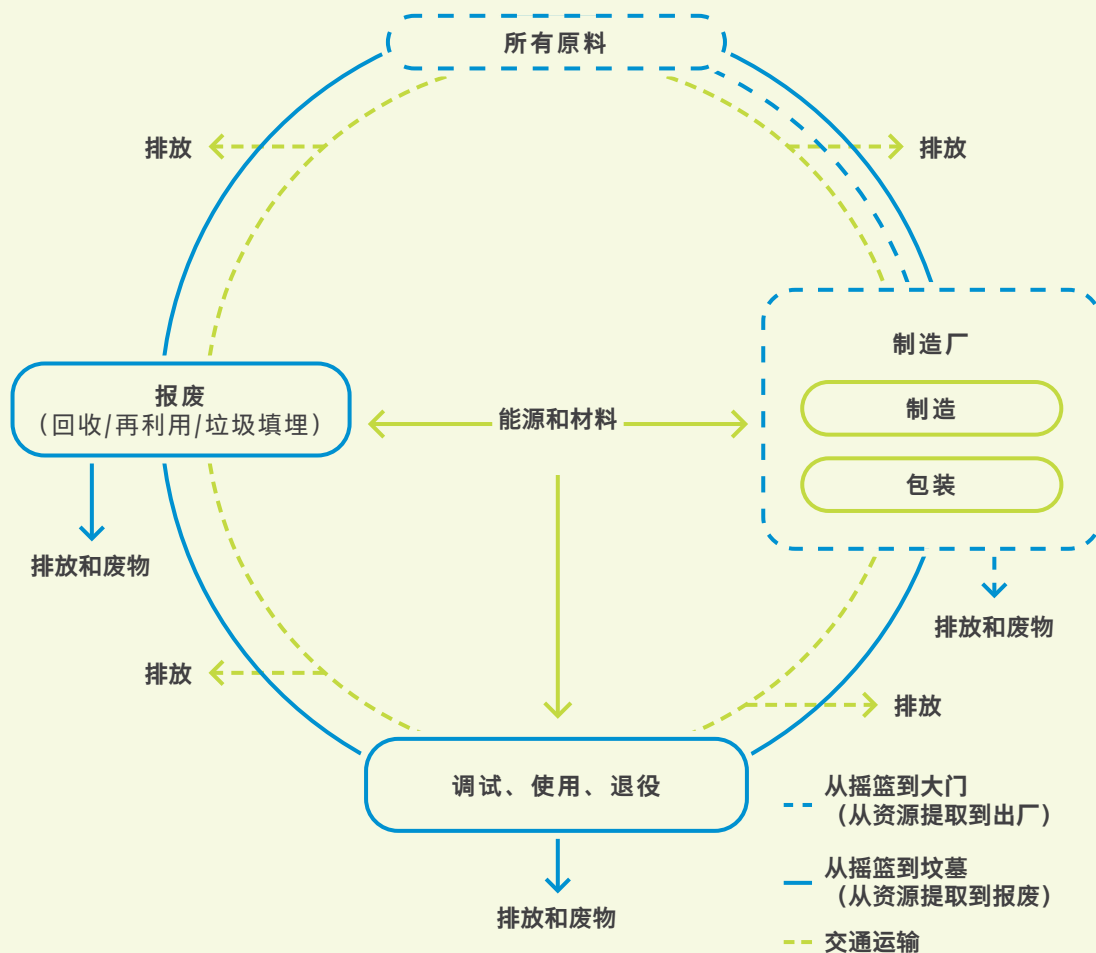 所有原料
排放
排放
制造厂
报废
(回收/再利用/垃圾填埋)
能源和材料
制造
包装
排放和废物
排放和废物
排放
排放
调试、使用、退役
从摇篮到大门
(从资源提取到出厂)
从摇篮到坟墓
(从资源提取到报废)
排放和废物
交通运输